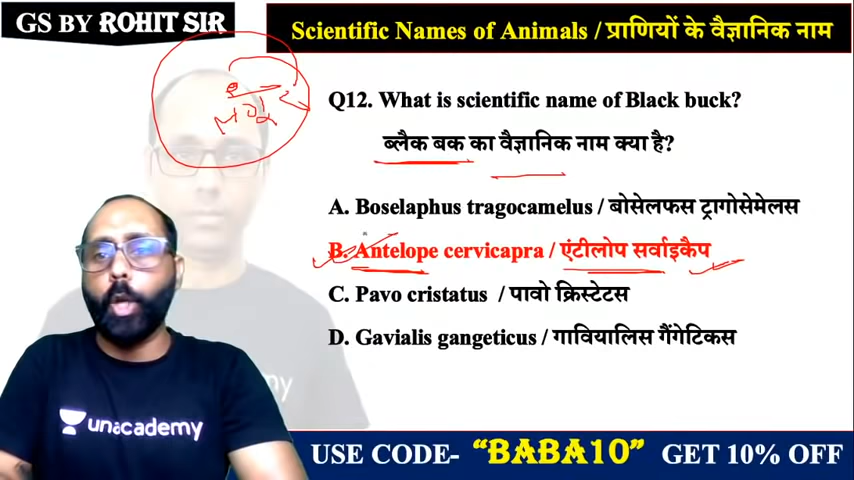 GS BY ROHIT SIR
Scientific Names of Animals / प्राणियों के वैज्ञानिक नाम
Q12. What is scientific name of Black buck?
ब्लैक बक का वैज्ञानिक नाम क्या है?
A. Boselaphus tragocamelus / बोसेलफस ट्रागोसेमेलस
B. Antelope cervicapra / एंटीलोप सर्वाइकैप
C. Pavo cristatus / पावो क्रिस्टेटस
D. Gavialis gangeticus / गावियालिस गैंगेटिकस
unacademy
my
USE CODE- “BABA10” GET 10% OFF